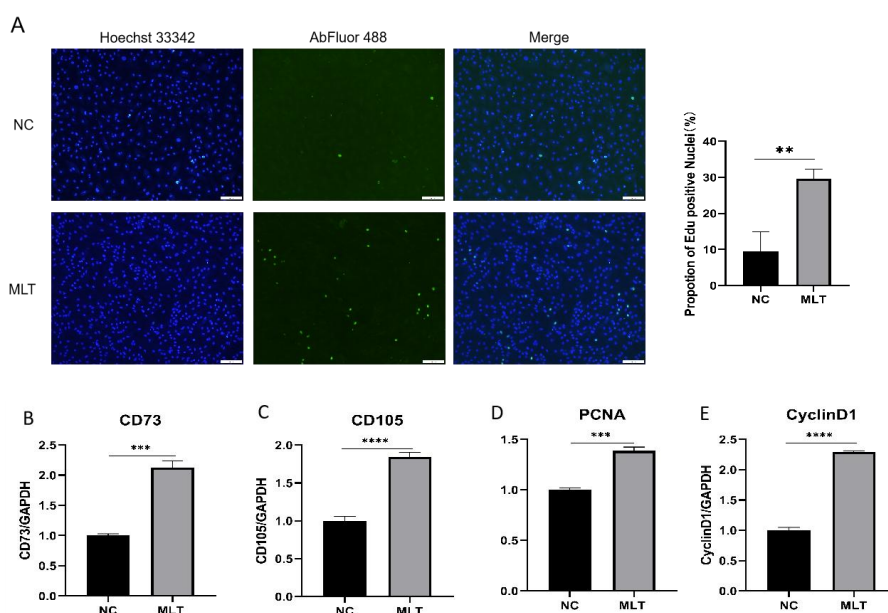 A
Hoechst 33342
AbFluor 488
Merge
NC
MLT
Propotion of Edu positive Nuclei(%)
40
30
20
10
0
**
NC
MLT
B
CD73
CD73/GAPDH
2.5
2.0
1.5
1.0
0.5
0.0
***
NC
MLT
C
CD105
CD105/GAPDH
2.0
1.5
1.0
0.5
0.0
****
NC
MLT
D
PCNA
1.5
1.0
0.5
0.0
***
NC
MLT
E
CyclinD1
CyclinD1/GAPDH
2.5
2.0
1.5
1.0
0.5
0.0
****
NC
MLT